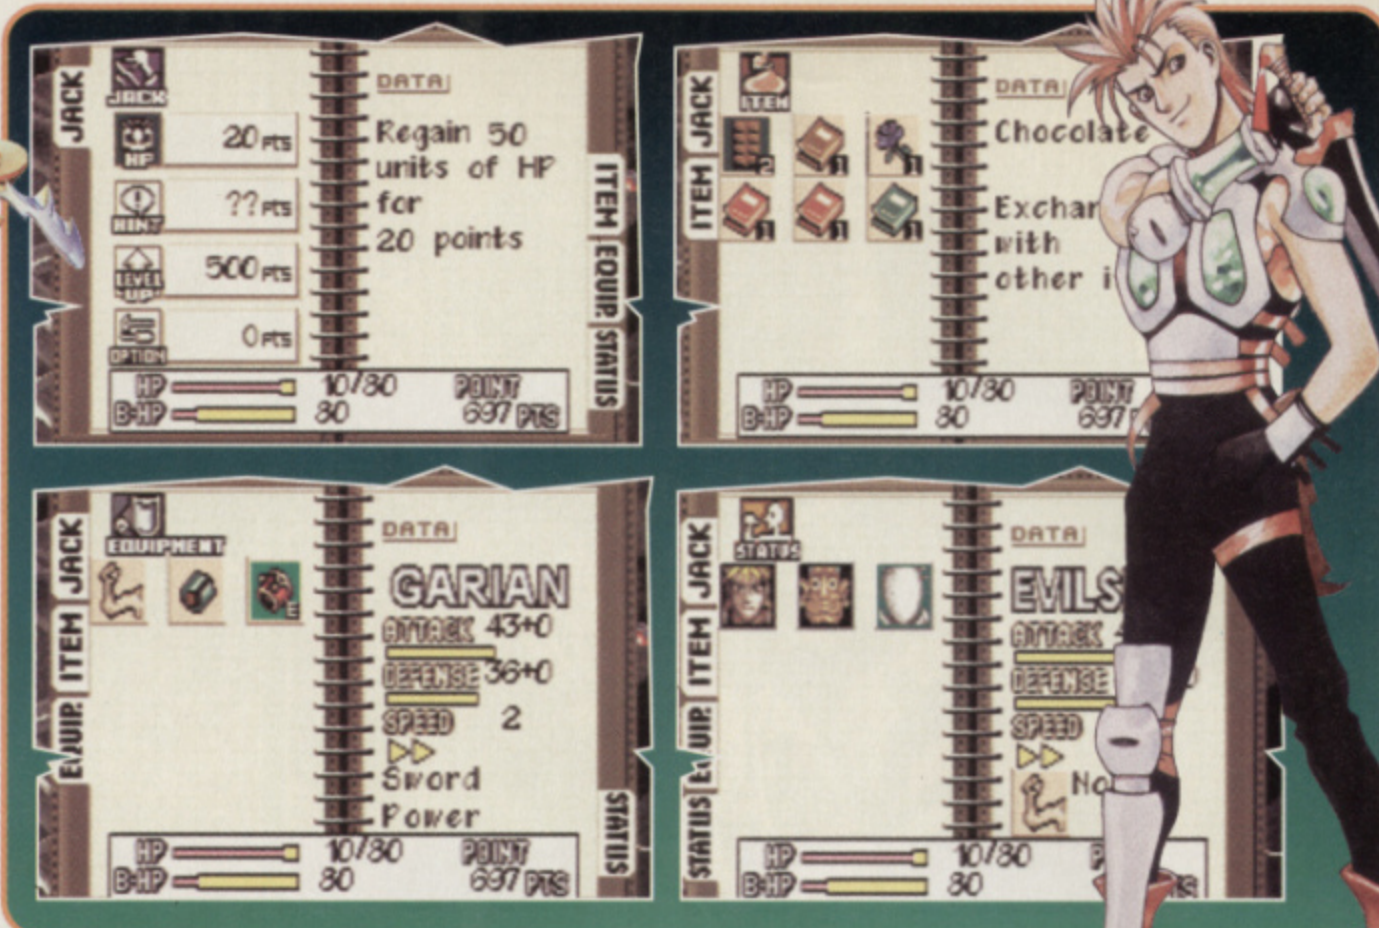 JACK
JACK
HP
20 PTS
HINT
?? PTS
LEVEL UP
500 PTS
OPTION
0 PTS
DATA
Regain 50
units of HP
for
20 points
ITEM EQUIP. STATUS
HP 10/80 POINT
B-HP 80 697 PTS
ITEM JACK
ITEM
2
1
1
1
1
1
DATA
Chocolate
Exchan
with
other i
HP 10/80 POINT
B-HP 80 697
EQUIP. ITEM JACK
EQUIPMENT
E
DATA
GARIAN
ATTACK 43+0
DEFENSE 36+0
SPEED 2
Sword
Power
STATUS
HP 10/80 POINT
B-HP 80 697 PTS
STATUS ITEM JACK
STATUS
DATA
EVILS
ATTACK
DEFENSE
SPEED
No
HP 10/80
B-HP 80